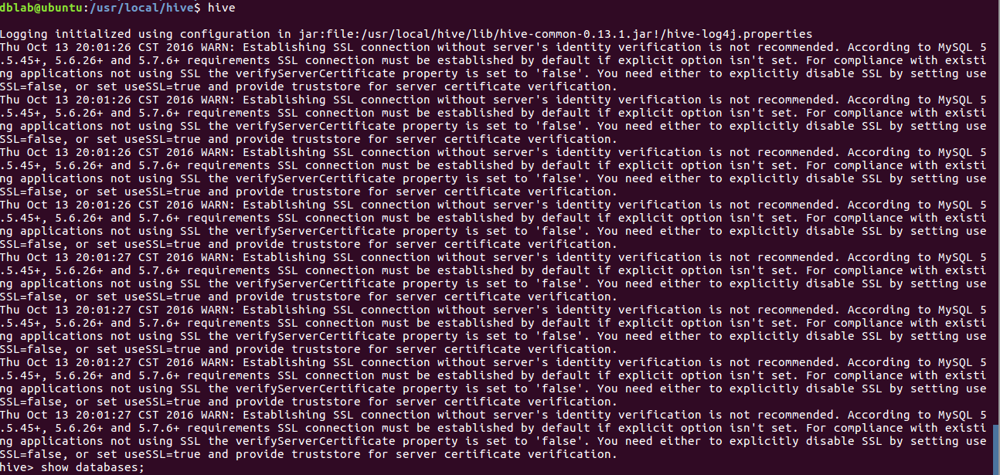 dblab@ubuntu:/usr/local/hive$ hive

Logging initialized using configuration in jar:file:/usr/local/hive/lib/hive-common-0.13.1.jar!/hive-log4j.properties
Thu Oct 13 20:01:26 CST 2016 WARN: Establishing SSL connection without server's identity verification is not recommended. According to MySQL 5
.5.45+, 5.6.26+ and 5.7.6+ requirements SSL connection must be established by default if explicit option isn't set. For compliance with existi
ng applications not using SSL the verifyServerCertificate property is set to 'false'. You need either to explicitly disable SSL by setting use
SSL=false, or set useSSL=true and provide truststore for server certificate verification.
Thu Oct 13 20:01:26 CST 2016 WARN: Establishing SSL connection without server's identity verification is not recommended. According to MySQL 5
.5.45+, 5.6.26+ and 5.7.6+ requirements SSL connection must be established by default if explicit option isn't set. For compliance with existi
ng applications not using SSL the verifyServerCertificate property is set to 'false'. You need either to explicitly disable SSL by setting use
SSL=false, or set useSSL=true and provide truststore for server certificate verification.
Thu Oct 13 20:01:26 CST 2016 WARN: Establishing SSL connection without server's identity verification is not recommended. According to MySQL 5
.5.45+, 5.6.26+ and 5.7.6+ requirements SSL connection must be established by default if explicit option isn't set. For compliance with existi
ng applications not using SSL the verifyServerCertificate property is set to 'false'. You need either to explicitly disable SSL by setting use
SSL=false, or set useSSL=true and provide truststore for server certificate verification.
Thu Oct 13 20:01:26 CST 2016 WARN: Establishing SSL connection without server's identity verification is not recommended. According to MySQL 5
.5.45+, 5.6.26+ and 5.7.6+ requirements SSL connection must be established by default if explicit option isn't set. For compliance with existi
ng applications not using SSL the verifyServerCertificate property is set to 'false'. You need either to explicitly disable SSL by setting use
SSL=false, or set useSSL=true and provide truststore for server certificate verification.
Thu Oct 13 20:01:27 CST 2016 WARN: Establishing SSL connection without server's identity verification is not recommended. According to MySQL 5
.5.45+, 5.6.26+ and 5.7.6+ requirements SSL connection must be established by default if explicit option isn't set. For compliance with existi
ng applications not using SSL the verifyServerCertificate property is set to 'false'. You need either to explicitly disable SSL by setting use
SSL=false, or set useSSL=true and provide truststore for server certificate verification.
Thu Oct 13 20:01:27 CST 2016 WARN: Establishing SSL connection without server's identity verification is not recommended. According to MySQL 5
.5.45+, 5.6.26+ and 5.7.6+ requirements SSL connection must be established by default if explicit option isn't set. For compliance with existi
ng applications not using SSL the verifyServerCertificate property is set to 'false'. You need either to explicitly disable SSL by setting use
SSL=false, or set useSSL=true and provide truststore for server certificate verification.
Thu Oct 13 20:01:27 CST 2016 WARN: Establishing SSL connection without server's identity verification is not recommended. According to MySQL 5
.5.45+, 5.6.26+ and 5.7.6+ requirements SSL connection must be established by default if explicit option isn't set. For compliance with existi
ng applications not using SSL the verifyServerCertificate property is set to 'false'. You need either to explicitly disable SSL by setting use
SSL=false, or set useSSL=true and provide truststore for server certificate verification.
Thu Oct 13 20:01:27 CST 2016 WARN: Establishing SSL connection without server's identity verification is not recommended. According to MySQL 5
.5.45+, 5.6.26+ and 5.7.6+ requirements SSL connection must be established by default if explicit option isn't set. For compliance with existi
ng applications not using SSL the verifyServerCertificate property is set to 'false'. You need either to explicitly disable SSL by setting use
SSL=false, or set useSSL=true and provide truststore for server certificate verification.
hive> show databases;